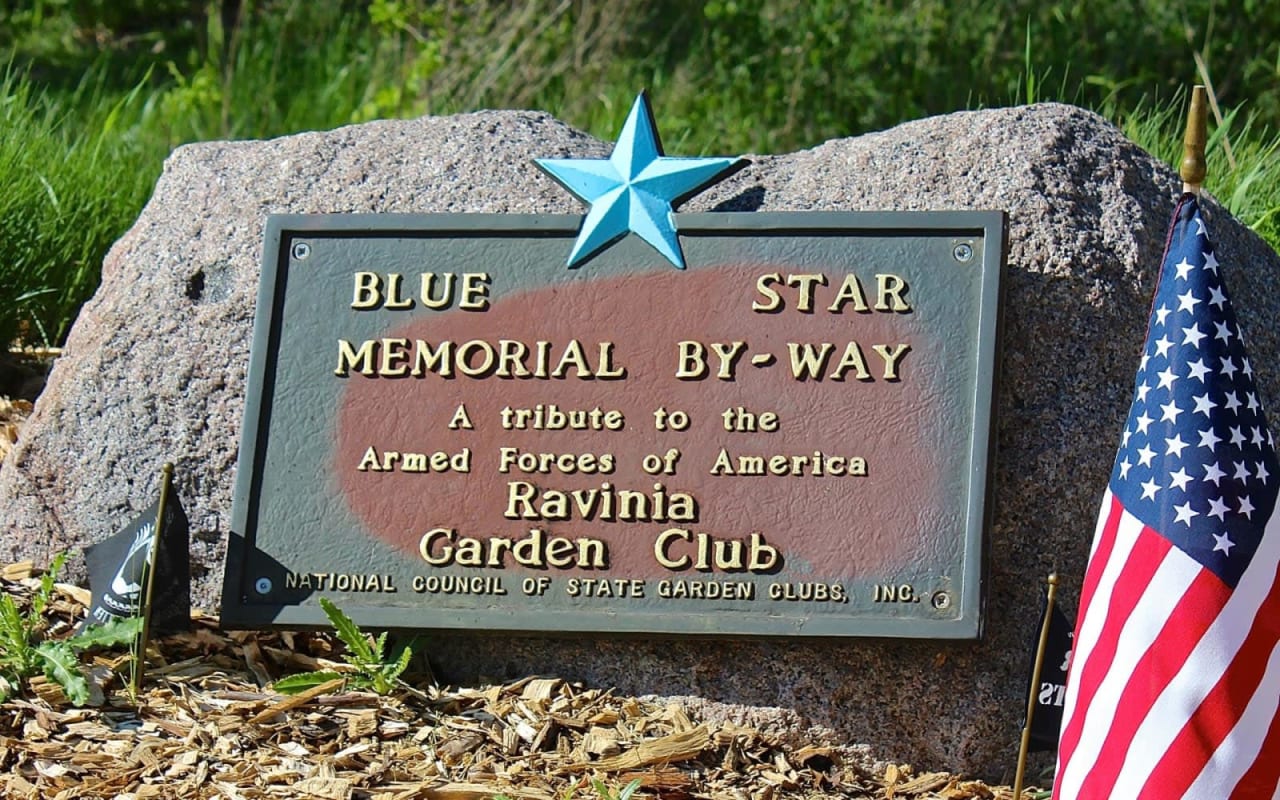 BLUE STAR
MEMORIAL BY-WAY
A tribute to the
Armed Forces of America
Ravinia
Garden Club
NATIONAL COUNCIL OF STATE GARDEN CLUBS, INC.